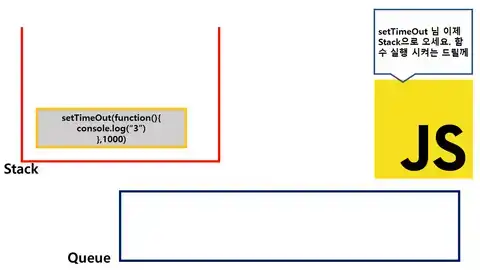 setTimeOut 님 이제
Stack으로 오세요. 함
수 실행 시켜는 드릴께
setTimeOut(function(){
console.log("3")
},1000)
JS
Stack
Queue